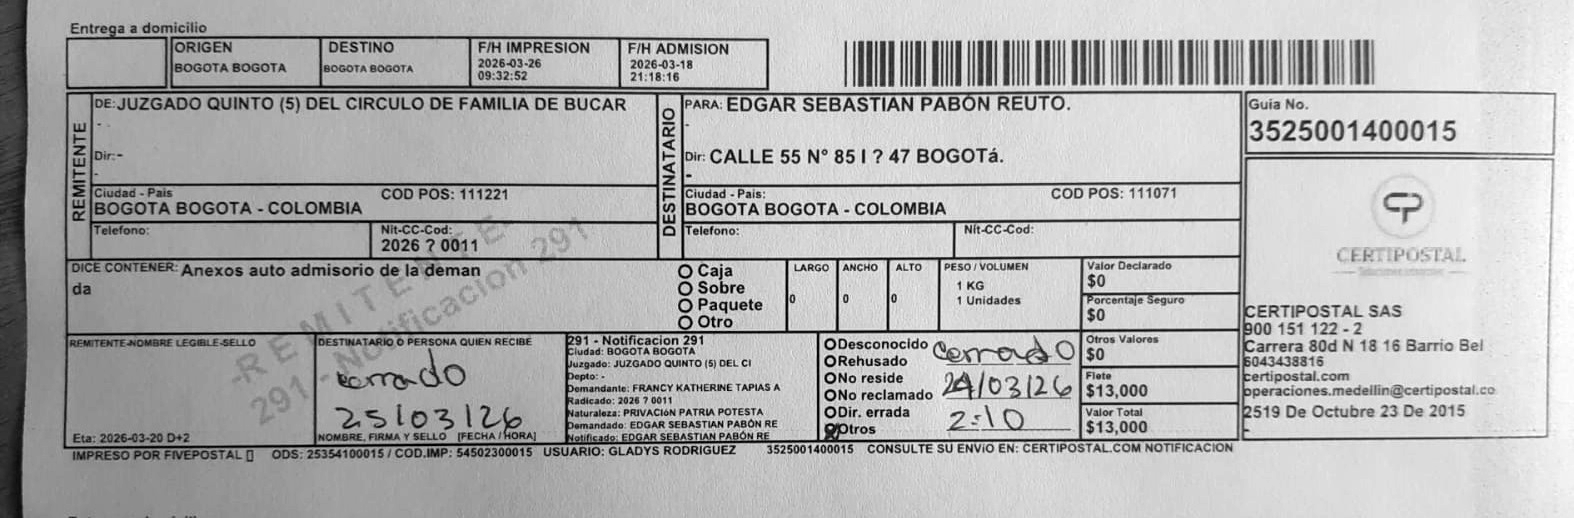 Entrega a domicilio
ORIGEN
BOGOTA BOGOTA
DESTINO
BOGOTA BOGOTA
F/H IMPRESION
2026-03-26
09:32:52
F/H ADMISION
2026-03-18
21:18:16
REMITENTE
DE: JUZGADO QUINTO (5) DEL CIRCULO DE FAMILIA DE BUCAR
-
Dir:-
-
Ciudad - Pais
COD POS: 111221
BOGOTA BOGOTA - COLOMBIA
Telefono:
Nit-CC-Cod:
2026 ? 0011
DESTINATARIO
PARA: EDGAR SEBASTIAN PABÓN REUTO.
-
Dir: CALLE 55 N° 85 I ? 47 BOGOTá.
-
Ciudad - Pais:
COD POS: 111071
BOGOTA BOGOTA - COLOMBIA
Telefono:
Nit-CC-Cod:
Guia No.
3525001400015
CERTIPOSTAL
CERTIPOSTAL SAS
900 151 122 - 2
Carrera 80d N 18 16 Barrio Bel
6043438816
certipostal.com
operaciones.medellin@certipostal.co
2519 De Octubre 23 De 2015
-
DICE CONTENER: Anexos auto admisorio de la deman
da
Caja
Sobre
Paquete
Otro
LARGO
0
ANCHO
0
ALTO
0
PESO / VOLUMEN
1 KG
1 Unidades
Valor Declarado
$0
Porcentaje Seguro
$0
Otros Valores
$0
Flete
$13,000
Valor Total
$13,000
-REMITENTE-
291 - Notificacion 291
REMITENTE-NOMBRE LEGIBLE-SELLO
Eta: 2026-03-20 D+2
DESTINATARIO O PERSONA QUIEN RECIBE
cerrado
25/03/26
NOMBRE, FIRMA Y SELLO [FECHA / HORA]
291 - Notificacion 291
Ciudad: BOGOTA BOGOTA
Juzgado: JUZGADO QUINTO (5) DEL CI
Depto: -
Demandante: FRANCY KATHERINE TAPIAS A
Radicado: 2026 ? 0011
Naturaleza: PRIVACIóN PATRIA POTESTA
Demandado: EDGAR SEBASTIAN PABÓN RE
Notificado: EDGAR SEBASTIAN PABÓN RE
Desconocido
Rehusado
No reside
No reclamado
Dir. errada
Otros
cerrado
24/03/26
2:10
IMPRESO POR FIVEPOSTAL [] ODS: 25354100015 / COD.IMP: 54502300015 USUARIO: GLADYS RODRIGUEZ 3525001400015 CONSULTE SU ENVíO EN: CERTIPOSTAL.COM NOTIFICACION